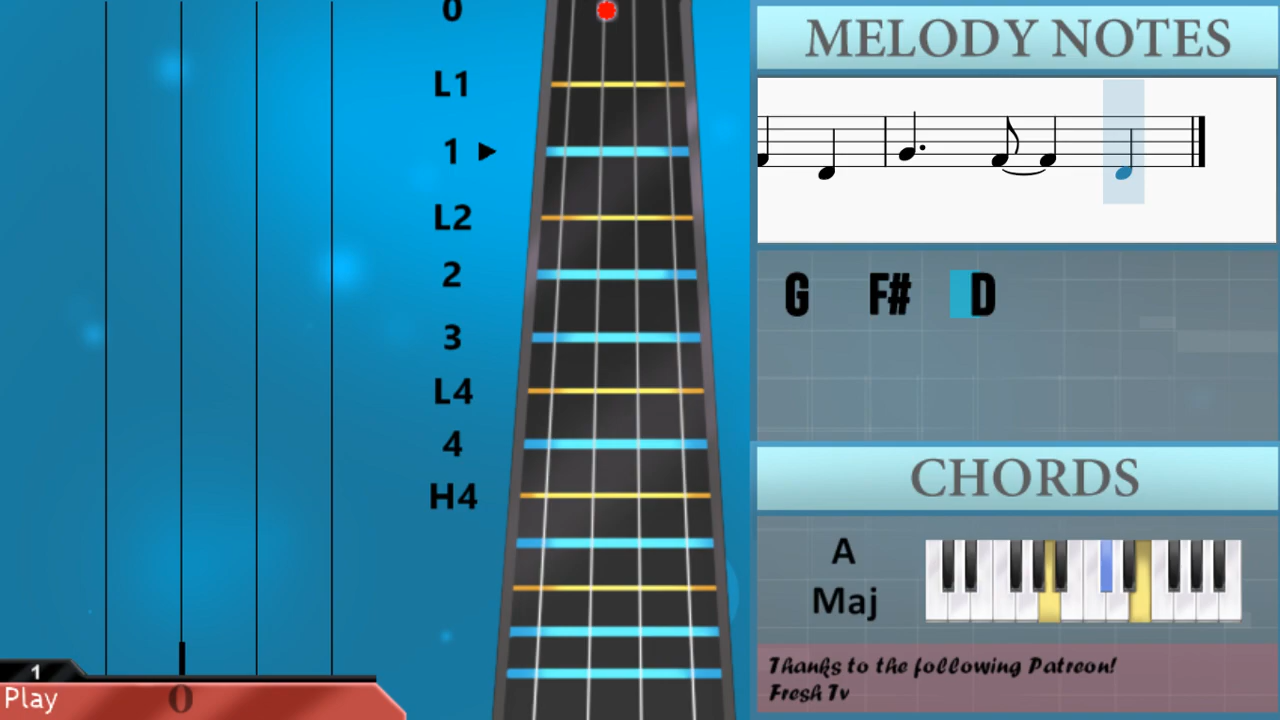 0
L1
1
L2
2
3
L4
4
H4
1
Play
0
MELODY NOTES
G F# D
CHORDS
A
Maj
Thanks to the following Patreon!
Fresh Tv